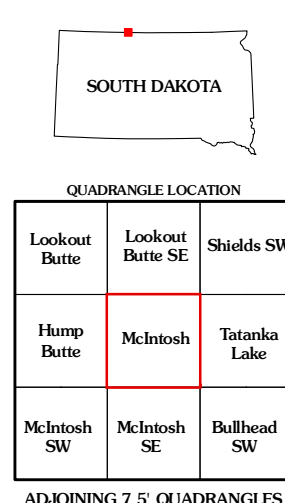 SOUTH DAKOTA
QUADRANGLE LOCATION
Lookout
Butte
Lookout
Butte SE
Shields SW
Hump
Butte
McIntosh
Tatanka
Lake
McIntosh
SW
McIntosh
SE
Bullhead
SW
ADJOINING 7.5' QUADRANGLES